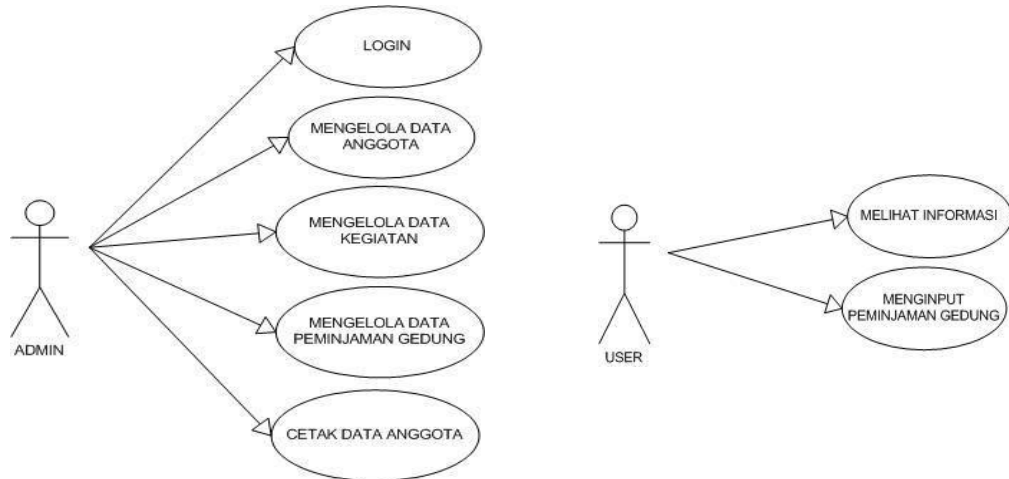 LOGIN
MENGELOLA DATA
ANGGOTA
MENGELOLA DATA
KEGIATAN
MENGELOLA DATA
PEMINJAMAN GEDUNG
CETAK DATA ANGGOTA
ADMIN
MELIHAT INFORMASI
MENGINPUT
PEMINJAMAN GEDUNG
USER